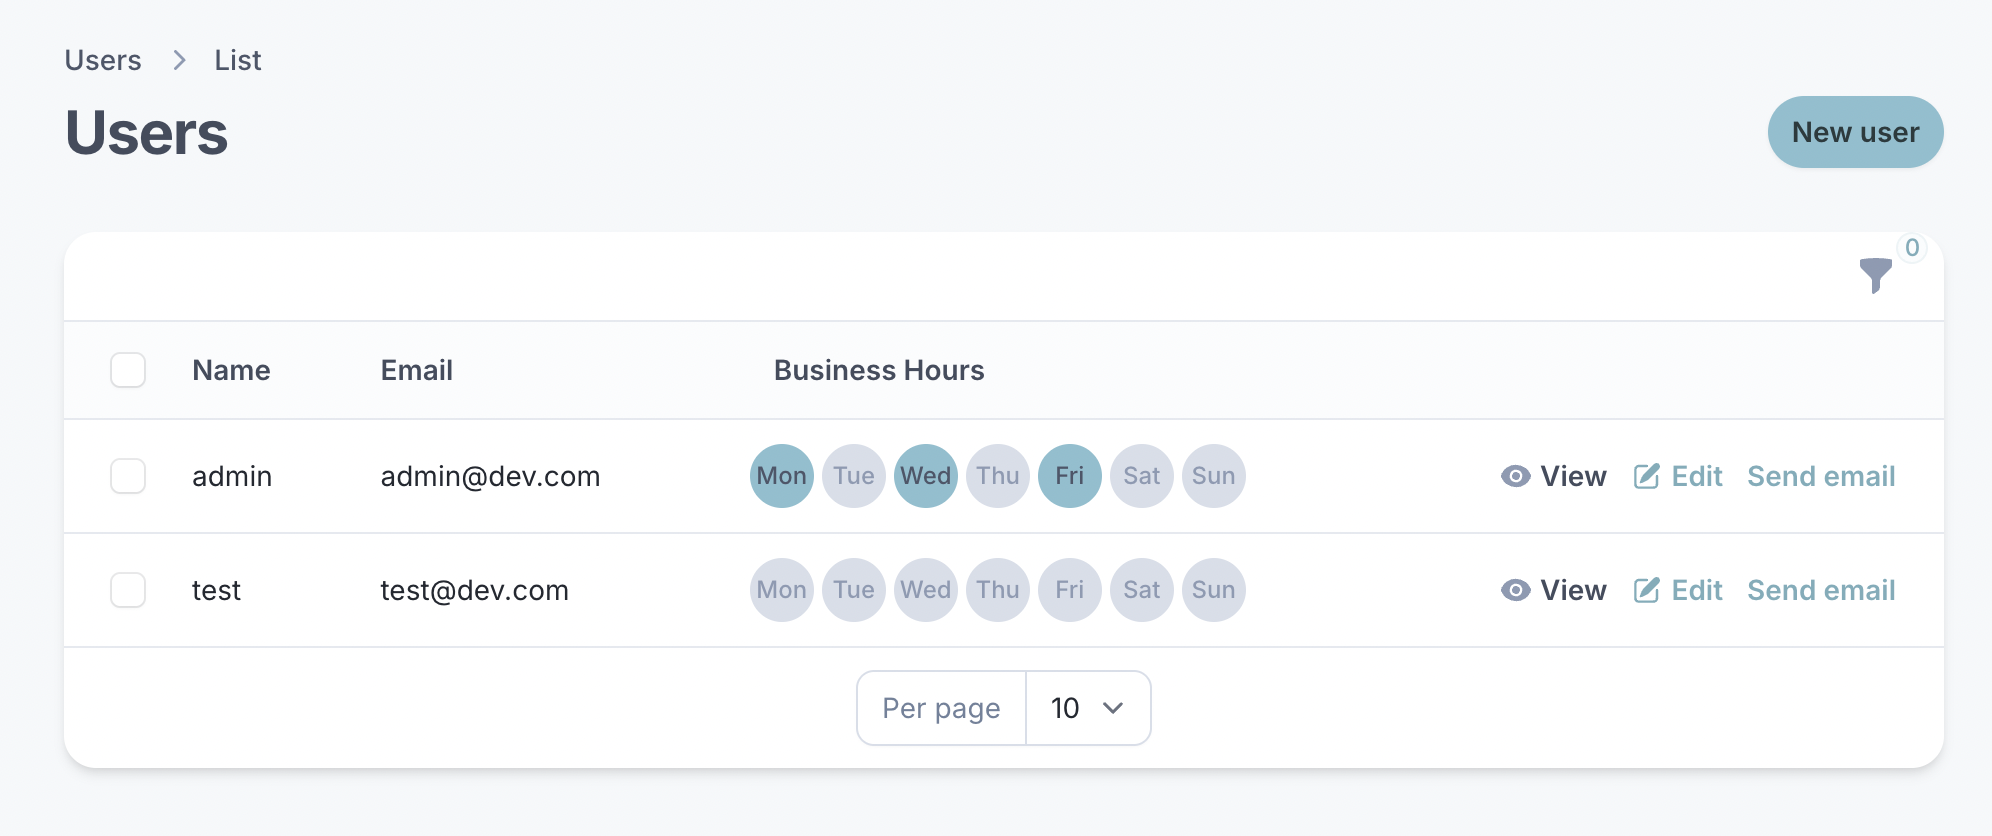 Users > List
Users
New user
0
Name Email Business Hours
admin admin@dev.com Mon Tue Wed Thu Fri Sat Sun View Edit Send email
test test@dev.com Mon Tue Wed Thu Fri Sat Sun View Edit Send email
Per page 10